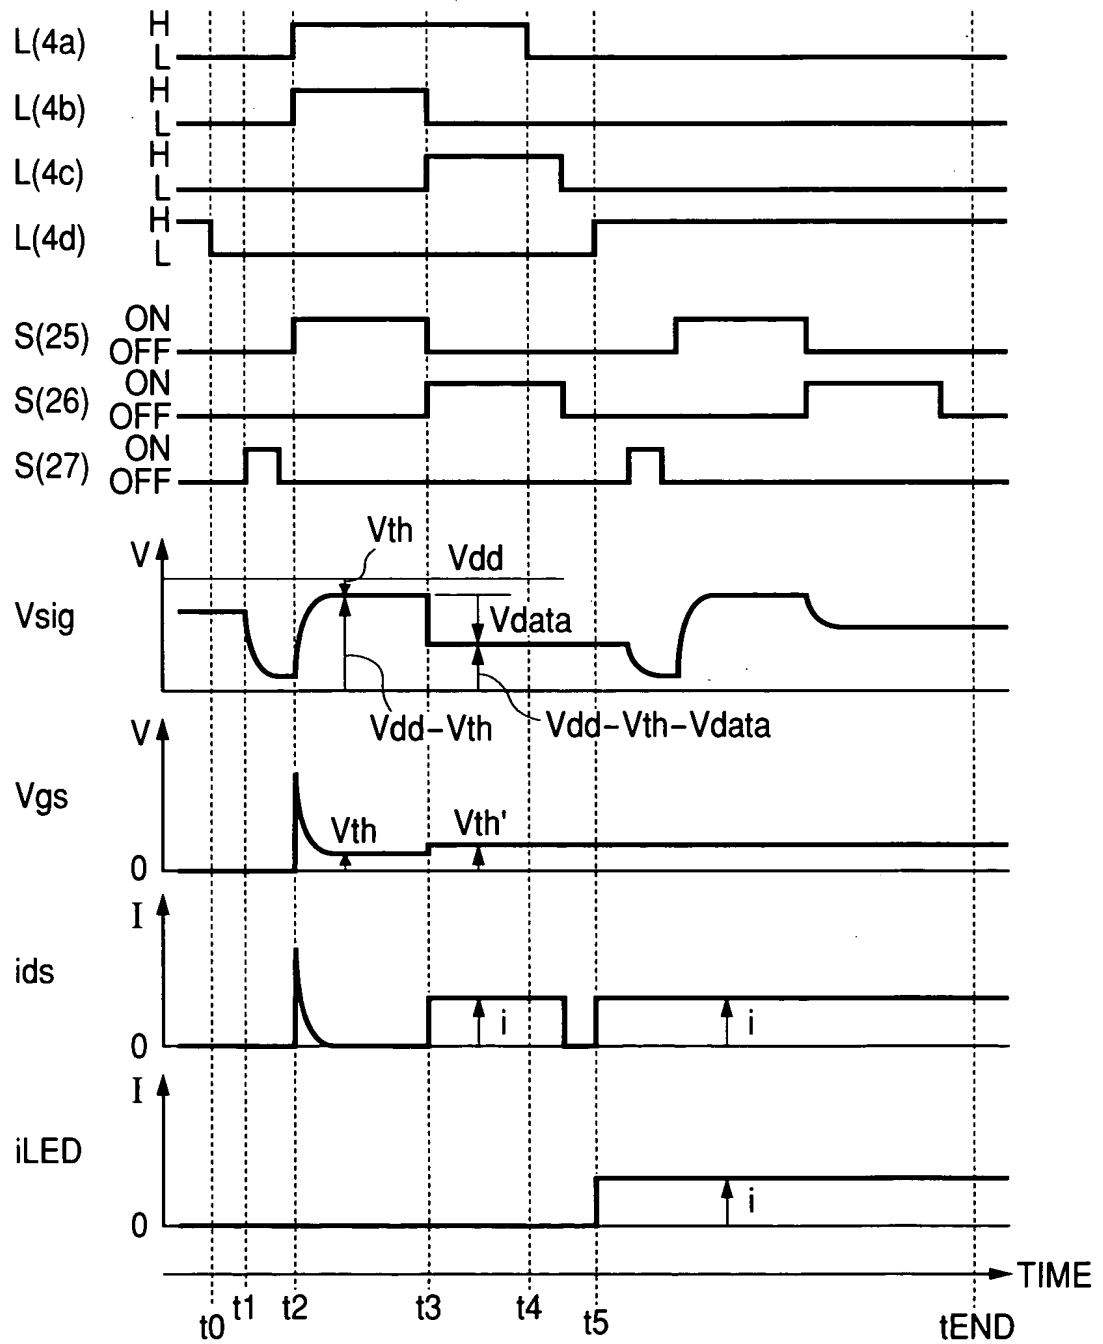 L(4a) H L
L(4b) H L
L(4c) H L
L(4d) H L
S(25) ON OFF
S(26) ON OFF
S(27) ON OFF
V Vth Vdd
Vsig Vdata
Vdd-Vth Vdd-Vth-Vdata
V
Vgs Vth Vth'
0
I
ids i i
0
I
iLED i
0
TIME
t0 t1 t2 t3 t4 t5 tEND